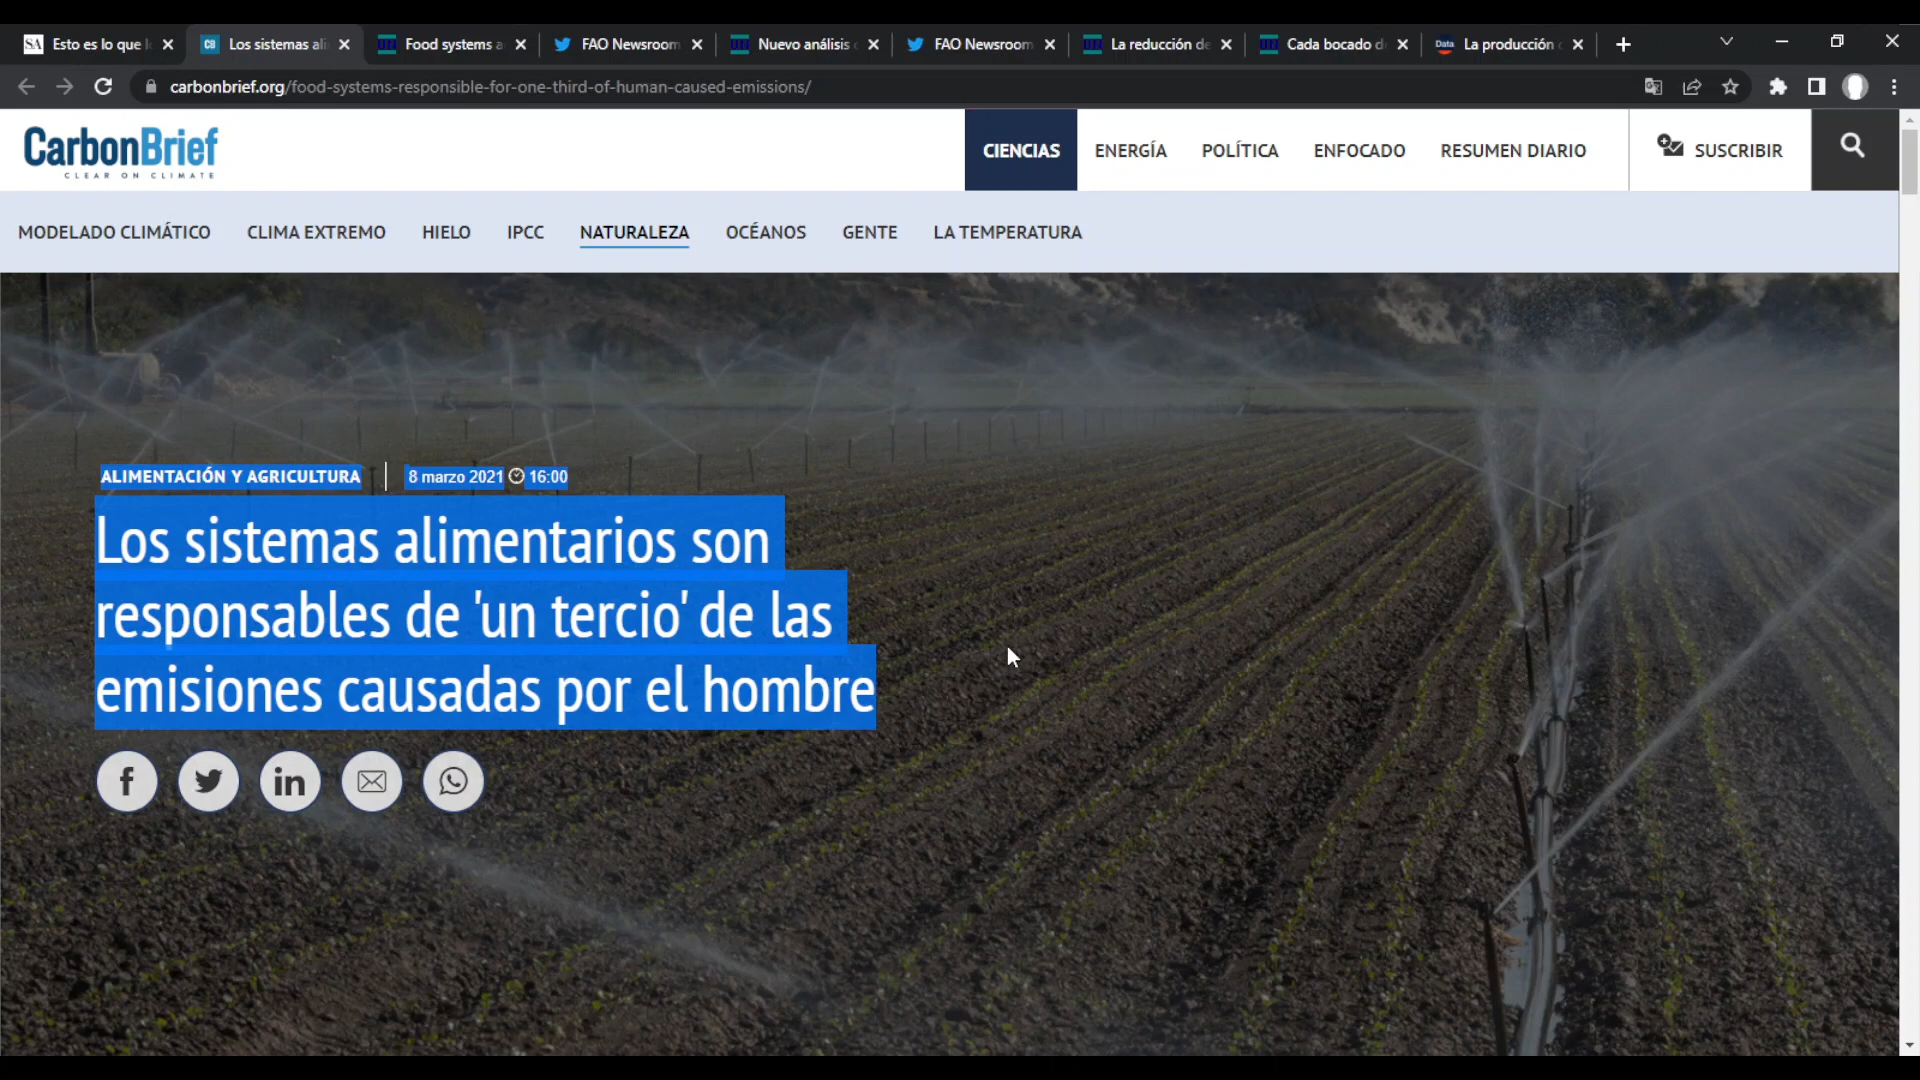 SA Esto es lo que
CB Los sistemas ali
Food systems a
FAO Newsroom
Nuevo análisis
FAO Newsroom
La reducción de
Cada bocado d
Data La producción
carbonbrief.org/food-systems-responsible-for-one-third-of-human-caused-emissions/
CarbonBrief
CLEAR ON CLIMATE
CIENCIAS
ENERGÍA
POLÍTICA
ENFOCADO
RESUMEN DIARIO
SUSCRIBIR
MODELADO CLIMÁTICO
CLIMA EXTREMO
HIELO
IPCC
NATURALEZA
OCÉANOS
GENTE
LA TEMPERATURA
ALIMENTACIÓN Y AGRICULTURA
8 marzo 2021 16:00
Los sistemas alimentarios son
responsables de 'un tercio' de las
emisiones causadas por el hombre